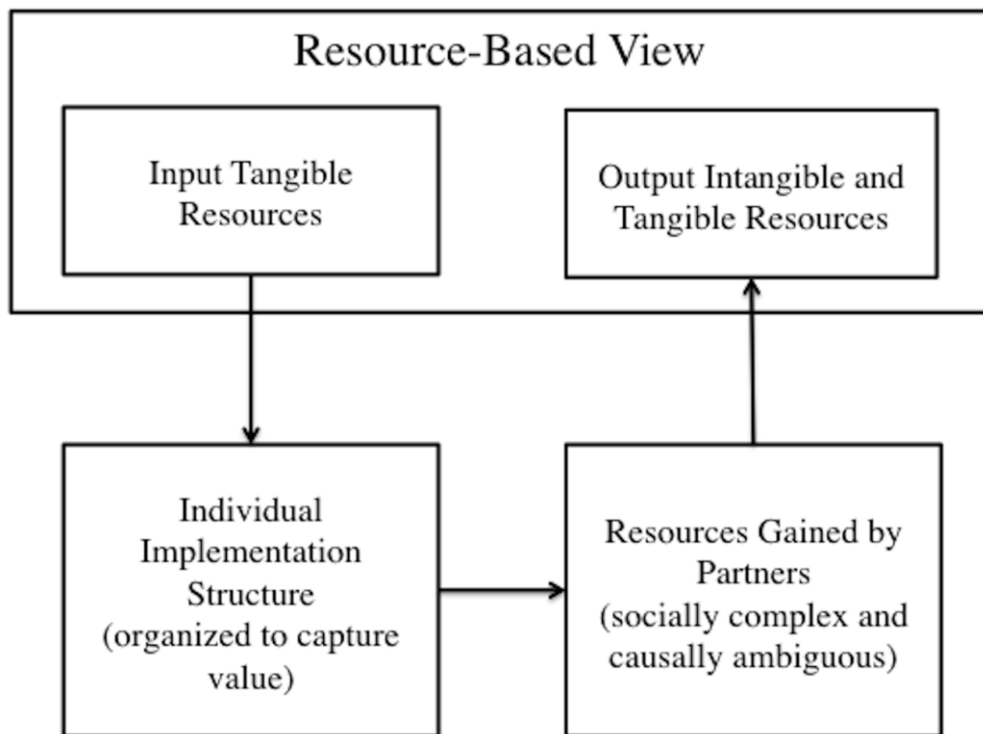 Resource-Based View
Input Tangible
Resources
Output Intangible and
Tangible Resources
Individual
Implementation
Structure
(organized to capture
value)
Resources Gained by
Partners
(socially complex and
causally ambiguous)